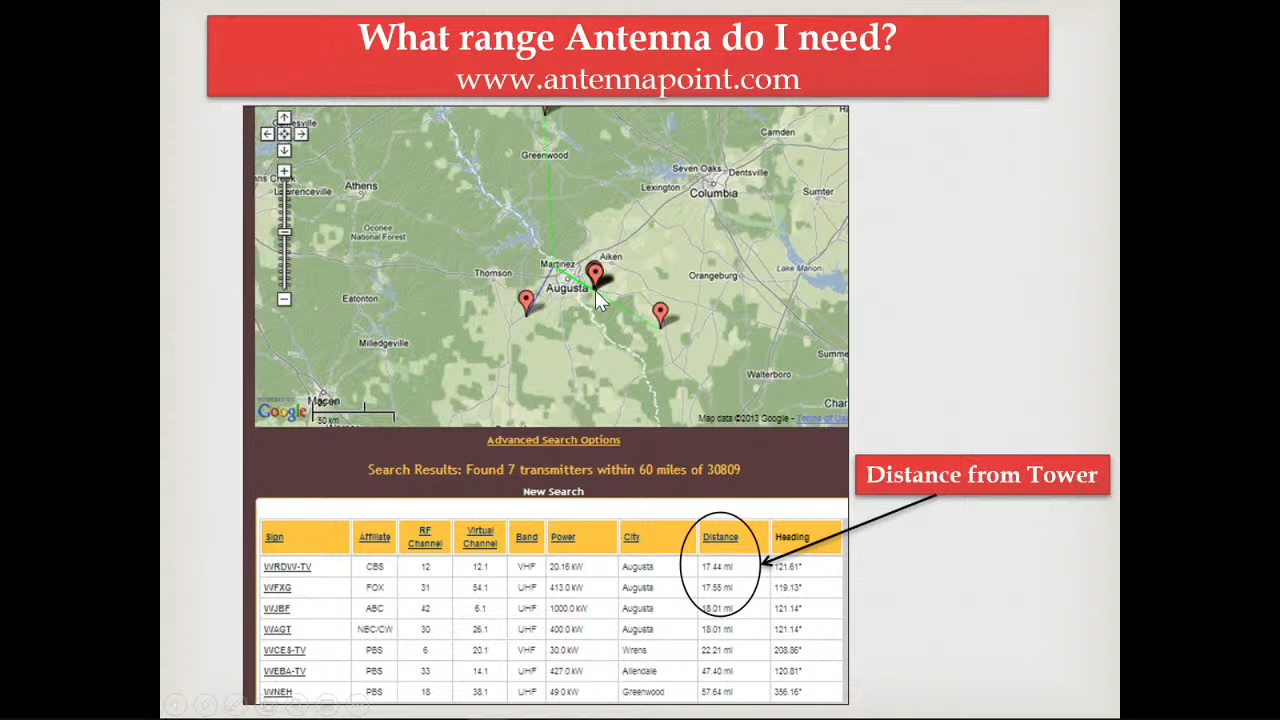 What range Antenna do I need?
www.antennapoint.com
Camden
Greenwood
Seven Oaks
Dentsville
Lexington
Columbia
Sumter
Athens
Lawrenceville
Oconee
National Forest
Martinez
Aiken
Thomson
Augusta
Orangeburg
Lake Marion
Eatonton
Milledgeville
Walterboro
Macon
Google
50 km
Map data ©2013 Google - Terms of Use
Advanced Search Options
Search Results: Found 7 transmitters within 60 miles of 30809
New Search
Distance from Tower
Sign Affiliate RF Channel Virtual Channel Band Power City Distance Heading
WRDW-TV CBS 12 12.1 VHF 20.16 kW Augusta 17.44 mi 121.61°
WFXG FOX 31 54.1 UHF 413.0 kW Augusta 17.55 mi 119.13°
WJBF ABC 42 6.1 UHF 1000.0 kW Augusta 18.01 mi 121.14°
WAGT NBC/CW 30 26.1 UHF 400.0 kW Augusta 18.01 mi 121.14°
WCES-TV PBS 6 20.1 VHF 30.0 kW Wrens 22.21 mi 208.86°
WEBA-TV PBS 33 14.1 UHF 427.0 kW Allendale 47.40 mi 120.81°
WNEH PBS 18 38.1 UHF 49.0 kW Greenwood 57.64 mi 356.16°